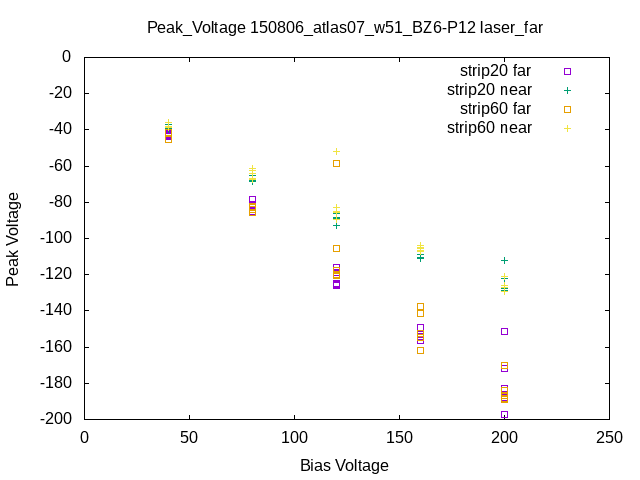 Peak_Voltage 150806_atlas07_w51_BZ6-P12 laser_far
strip20 far
strip20 near
strip60 far
strip60 near
0
-20
-40
-60
-80
-100
-120
-140
-160
-180
-200
Peak Voltage
0 50 100 150 200 250
Bias Voltage